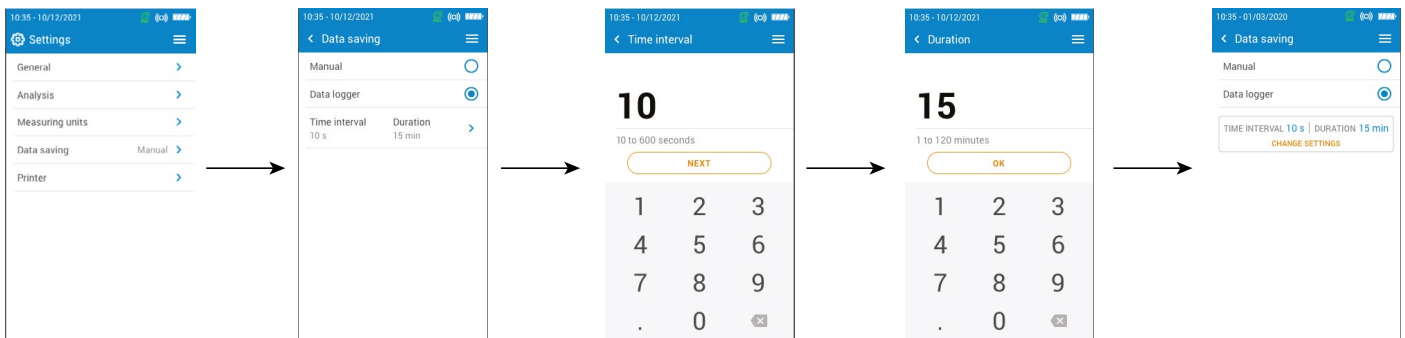 10:35 - 10/12/2021
Settings
General
Analysis
Measuring units
Data saving Manual
Printer
10:35 - 10/12/2021
Data saving
Manual
Data logger
Time interval Duration
10 s 15 min
10:35 - 10/12/2021
Time interval
10
10 to 600 seconds
NEXT
1 2 3
4 5 6
7 8 9
. 0
10:35 - 10/12/2021
Duration
15
1 to 120 minutes
OK
1 2 3
4 5 6
7 8 9
. 0
10:35 - 01/03/2020
Data saving
Manual
Data logger
TIME INTERVAL 10 s | DURATION 15 min
CHANGE SETTINGS